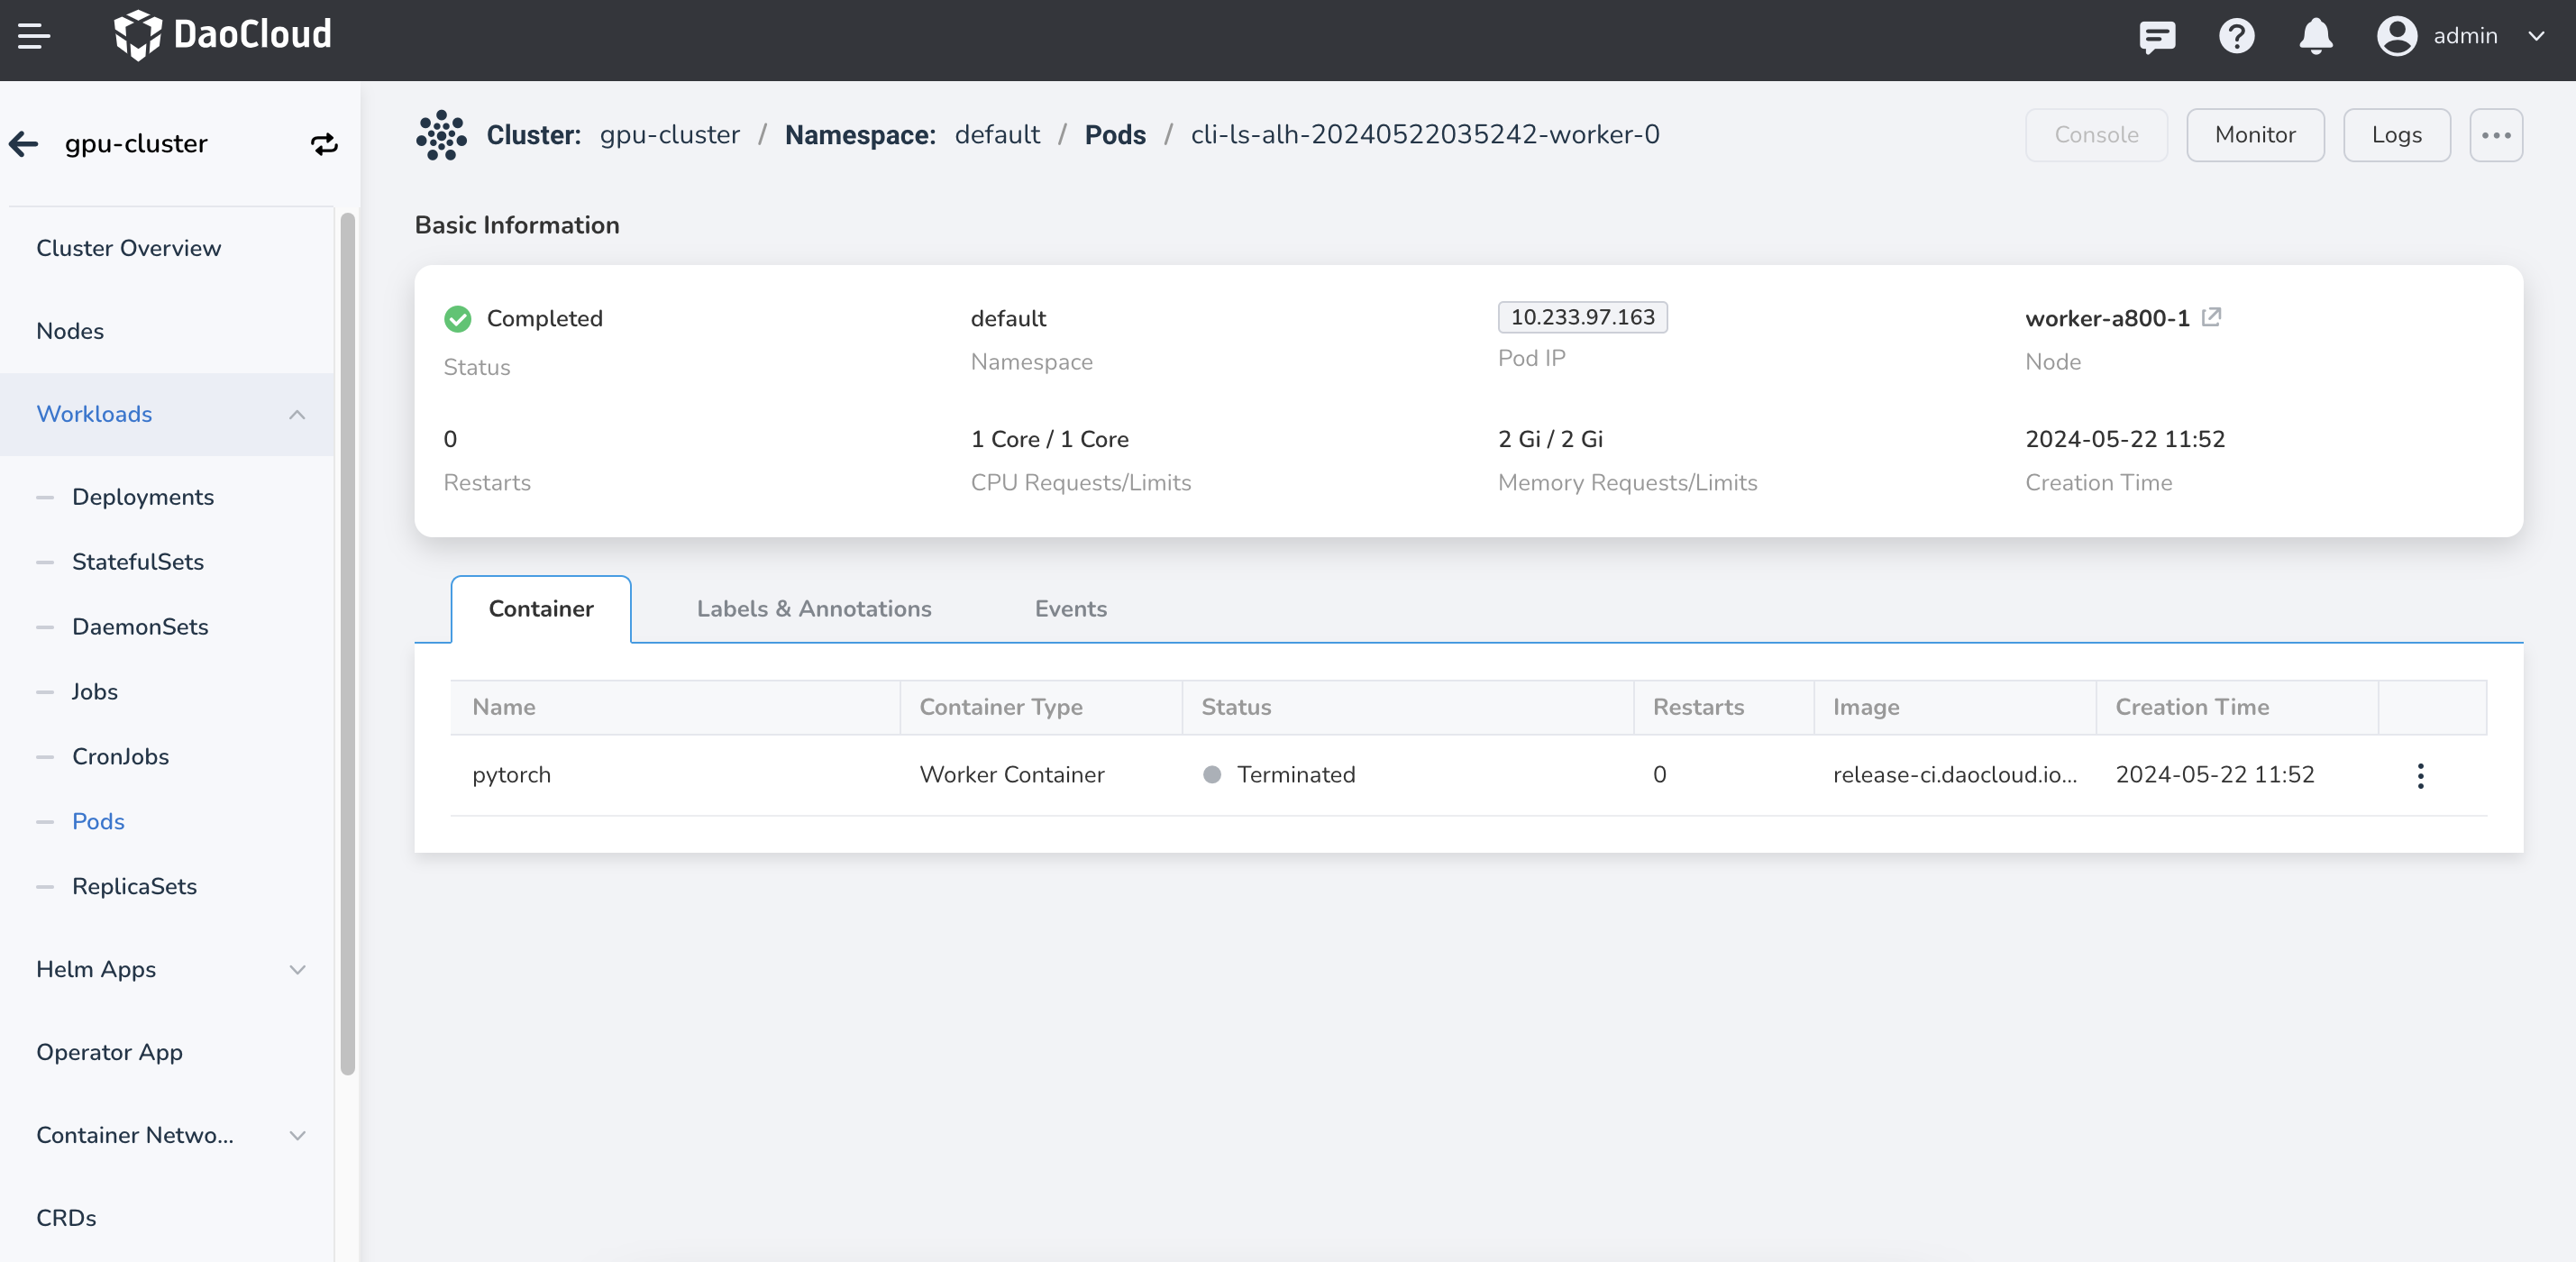 DaoCloud
admin
gpu-cluster
Cluster Overview
Nodes
Workloads
Deployments
StatefulSets
DaemonSets
Jobs
CronJobs
Pods
ReplicaSets
Helm Apps
Operator App
Container Netwo...
CRDs
Cluster: gpu-cluster / Namespace: default / Pods / cli-ls-alh-20240522035242-worker-0
Console
Monitor
Logs
Basic Information
Completed
Status
default
Namespace
10.233.97.163
Pod IP
worker-a800-1
Node
0
Restarts
1 Core / 1 Core
CPU Requests/Limits
2 Gi / 2 Gi
Memory Requests/Limits
2024-05-22 11:52
Creation Time
Container Labels & Annotations Events
Name Container Type Status Restarts Image Creation Time
pytorch Worker Container Terminated 0 release-ci.daocloud.io... 2024-05-22 11:52